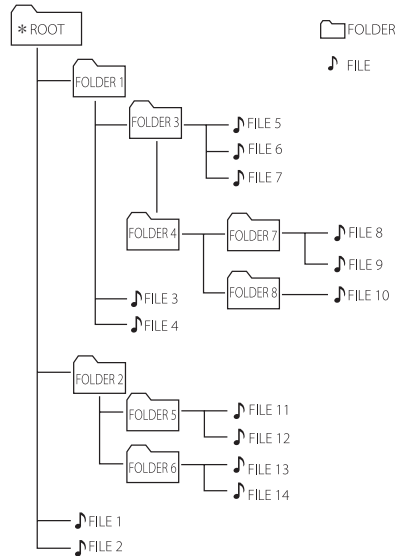 * ROOT
FOLDER
FILE
FOLDER 1
FOLDER 3
FILE 5
FILE 6
FILE 7
FOLDER 4
FOLDER 7
FILE 8
FILE 9
FOLDER 8
FILE 10
FILE 3
FILE 4
FOLDER 2
FOLDER 5
FILE 11
FILE 12
FOLDER 6
FILE 13
FILE 14
FILE 1
FILE 2